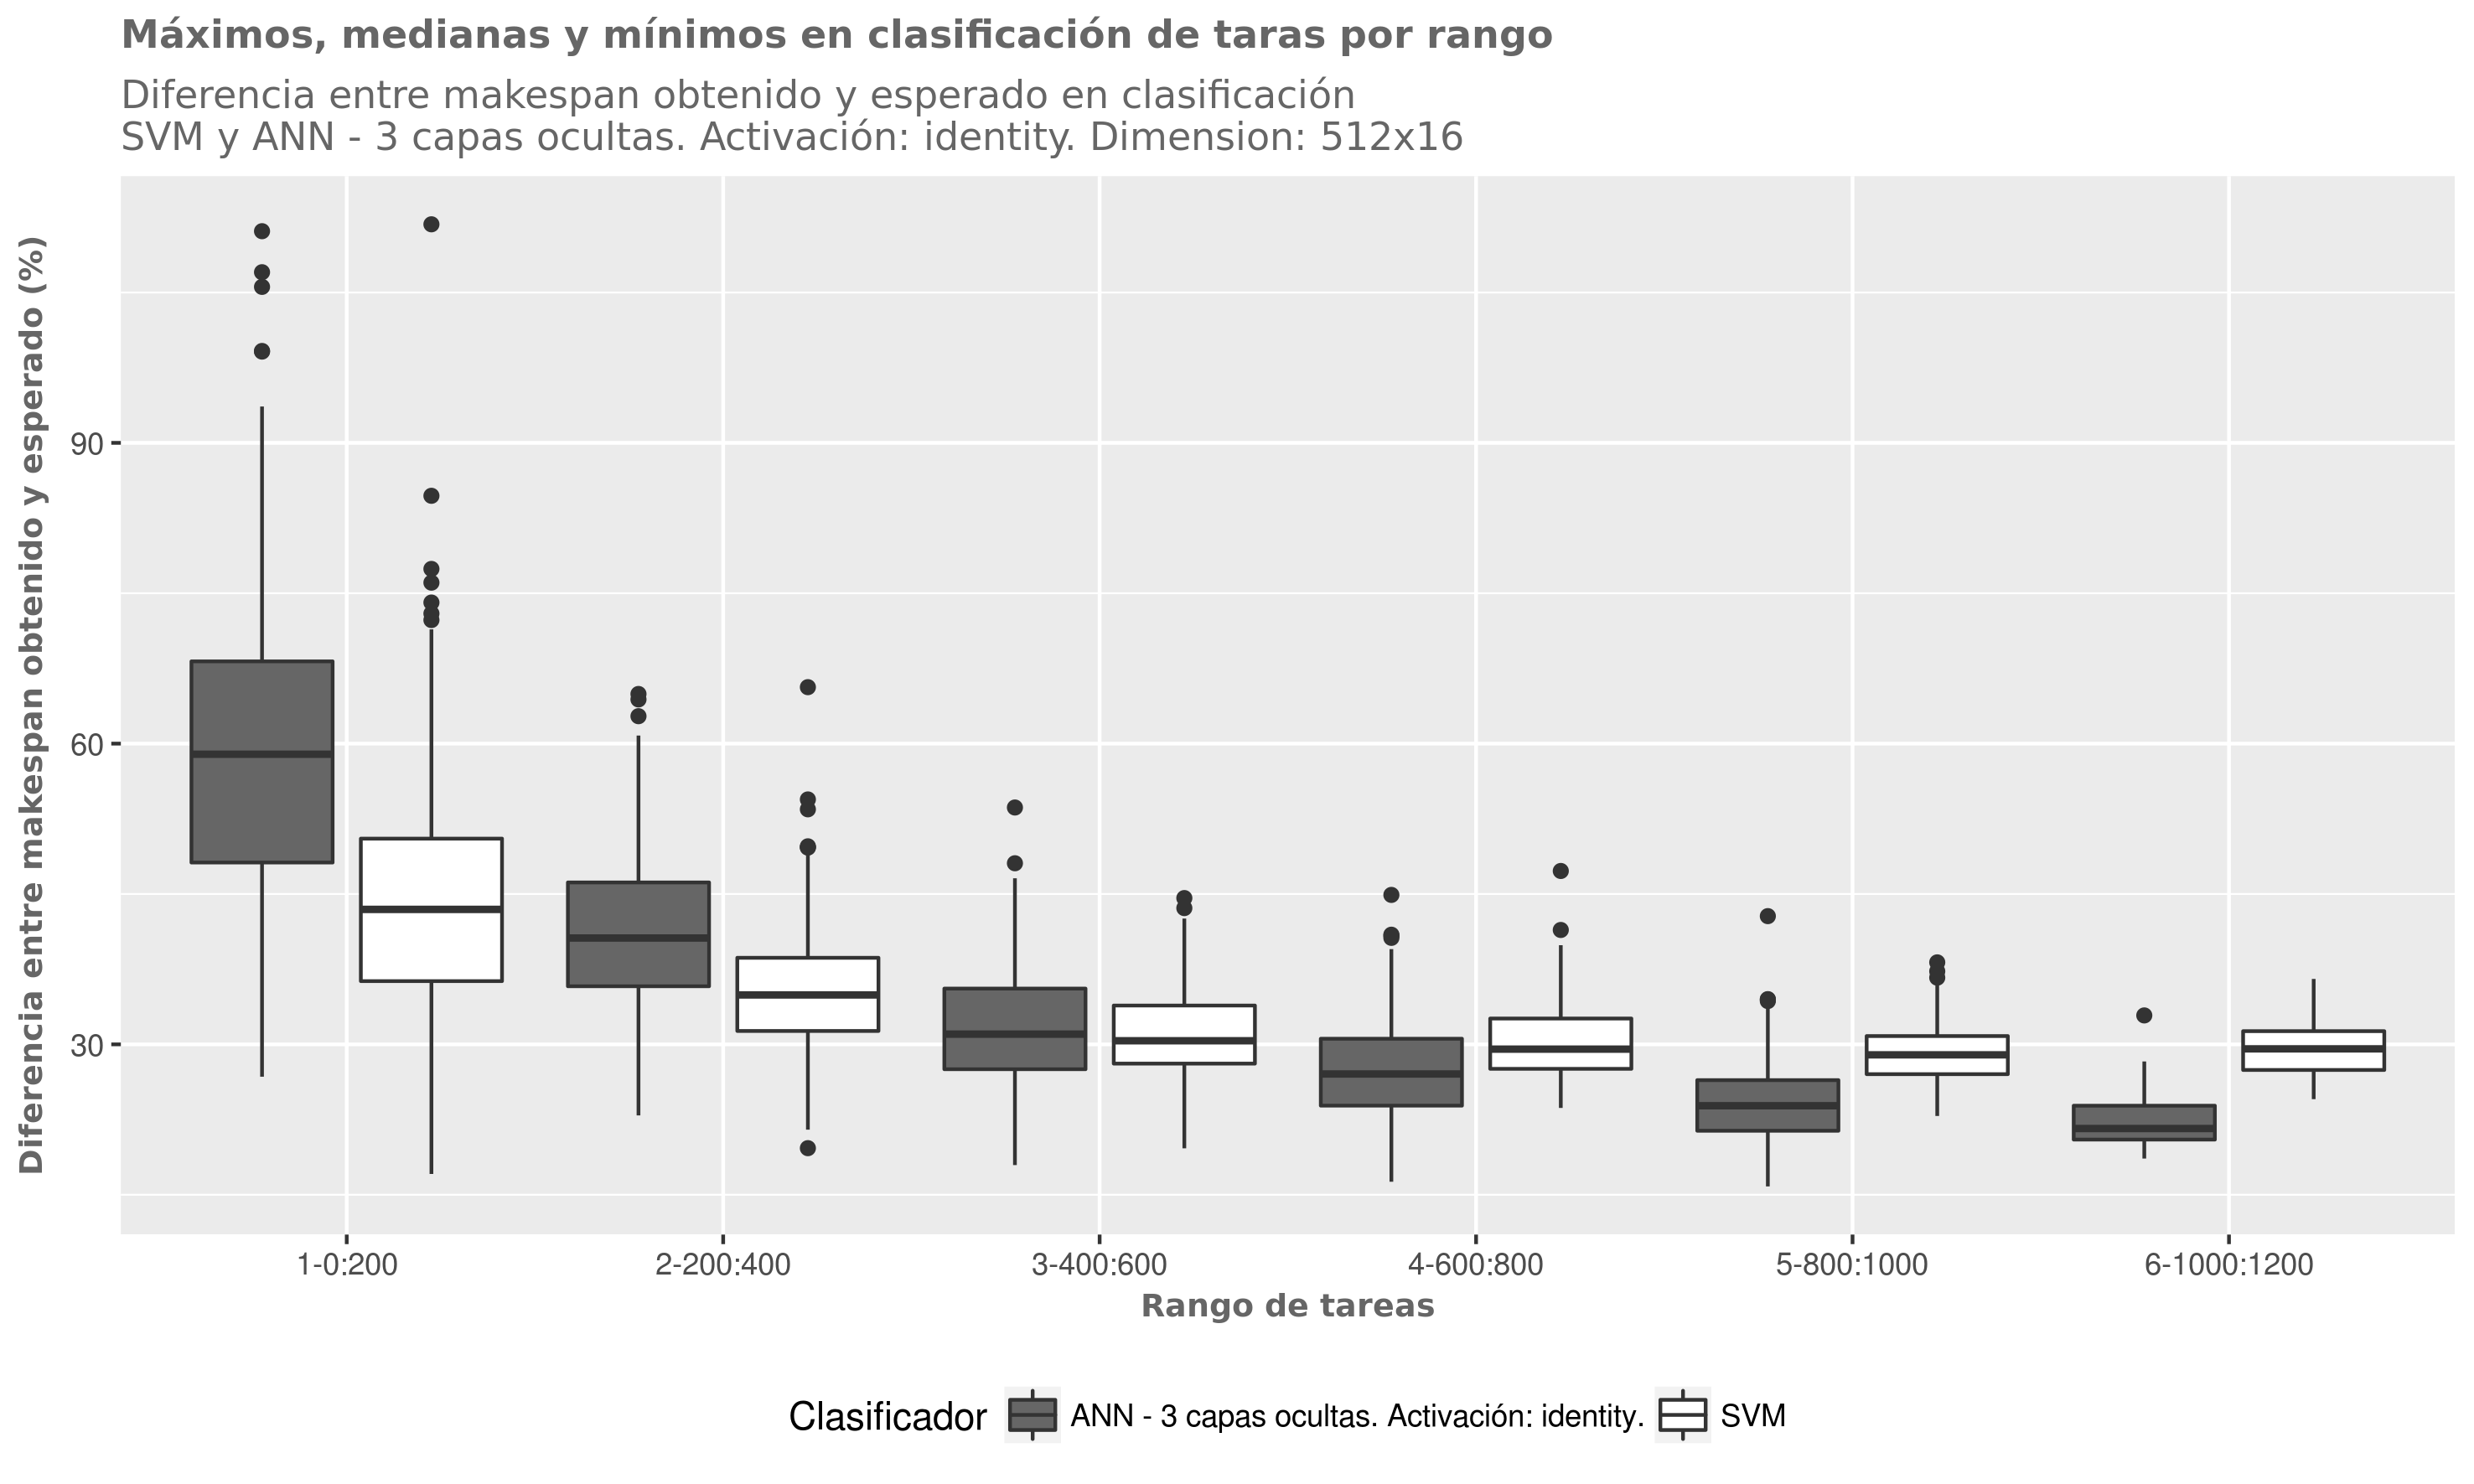 Máximos, medianas y mínimos en clasificación de taras por rango
Diferencia entre makespan obtenido y esperado en clasificación
SVM y ANN - 3 capas ocultas. Activación: identity. Dimension: 512x16
Diferencia entre makespan obtenido y esperado (%)
90
60
30
1-0:200
2-200:400
3-400:600
4-600:800
5-800:1000
6-1000:1200
Rango de tareas
Clasificador
ANN - 3 capas ocultas. Activación: identity.
SVM